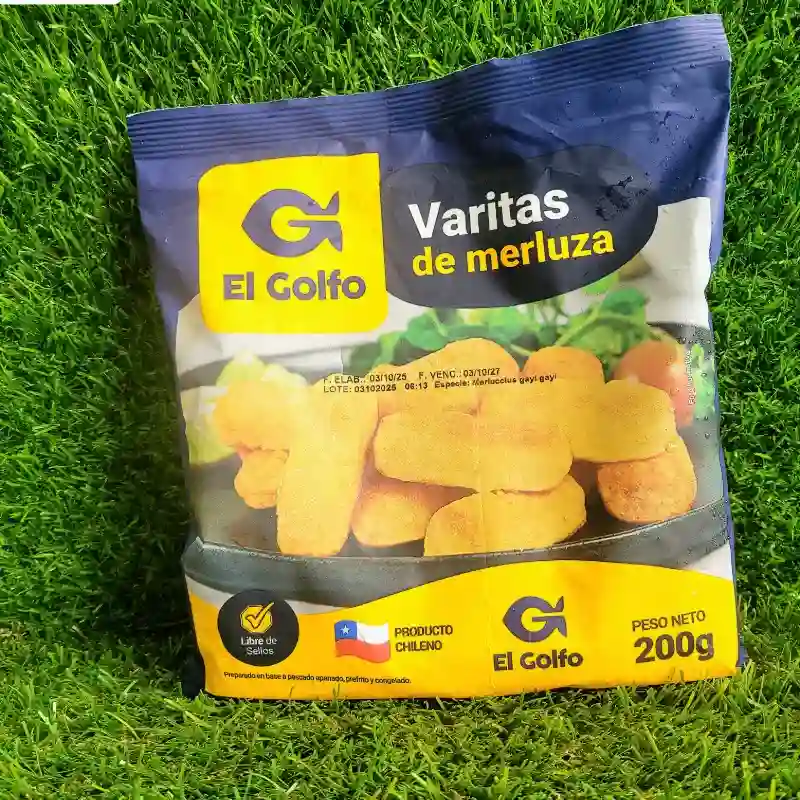 El Golfo
Varitas
de merluza
F. ELAB.: 03/10/25 F. VENC.: 03/10/27
LOTE: 03102025 06:13 Especie: Merluccius gayi gayi
Libre de
Sellos
PRODUCTO
CHILENO
El Golfo
PESO NETO
200g
Preparado en base a pescado apanado, prefrito y congelado.